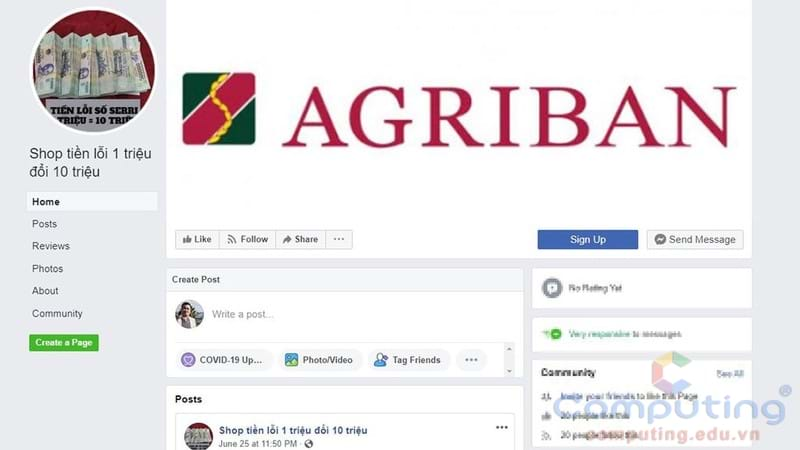 TIỀN LỖI SỐ SERRI
TRIỆU = 10 TRIỆU
Shop tiền lỗi 1 triệu
đổi 10 triệu
AGRIBAN
Home
Posts
Reviews
Photos
About
Community
Create a Page
Like
Follow
Share
Sign Up
Send Message
Create Post
Write a post...
COVID-19 Up...
Photo/Video
Tag Friends
Posts
Shop tiền lỗi 1 triệu đổi 10 triệu
June 25 at 11:50 PM
No Rating Yet
Very responsive to messages
Community
See All
Invite your friends to like this Page
20 people like this
20 people follow this
Computing®
computing.edu.vn